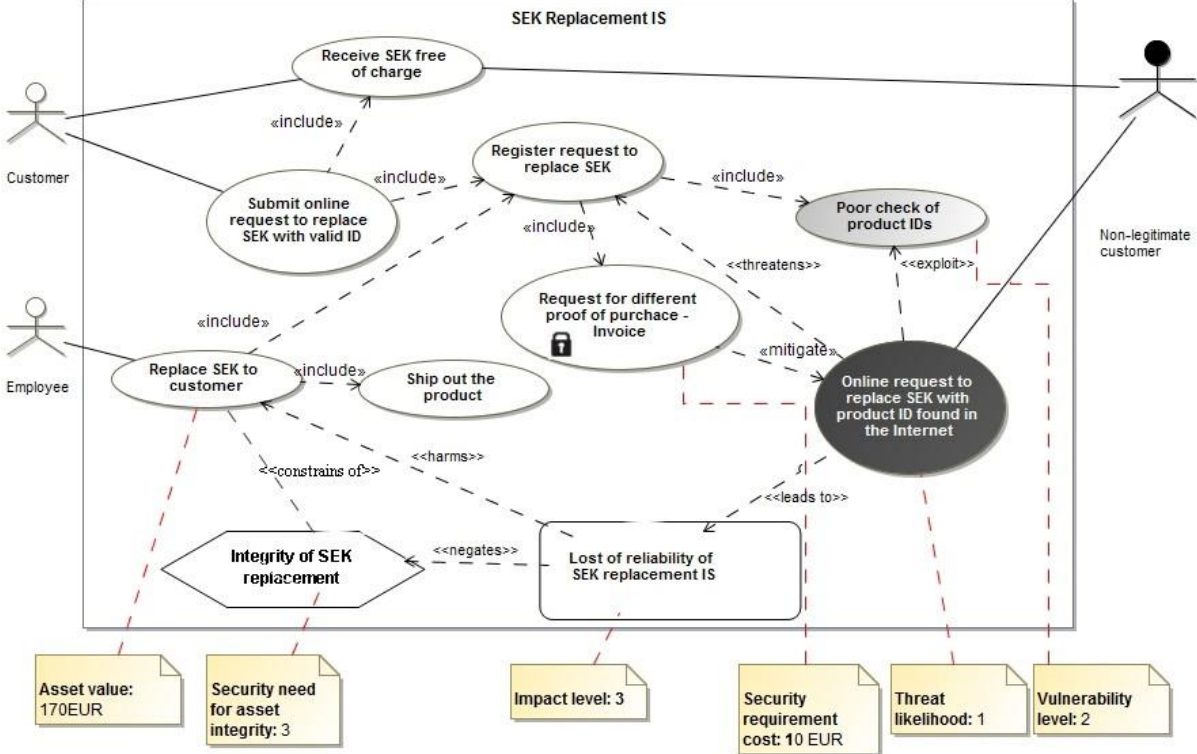 SEK Replacement IS
Receive SEK free
of charge
Customer
«include»
Register request to
replace SEK
«include»
«include»
Submit online
request to replace
SEK with valid ID
Poor check of
product IDs
Non-legitimate
customer
«include»
<<threatens>>
<<exploit>>
Request for different
proof of purchace -
Invoice
«include»
«mitigate»
Employee
Replace SEK to
customer
«include»
Ship out the
product
Online request to
replace SEK with
product ID found in
the Internet
<<harms>>
<<constrains of>>
<<leads to>>
Integrity of SEK
replacement
<<negates>>
Lost of reliability of
SEK replacement IS
Asset value:
170EUR
Security need
for asset
integrity: 3
Impact level: 3
Security
requirement
cost: 10 EUR
Threat
likelihood: 1
Vulnerability
level: 2